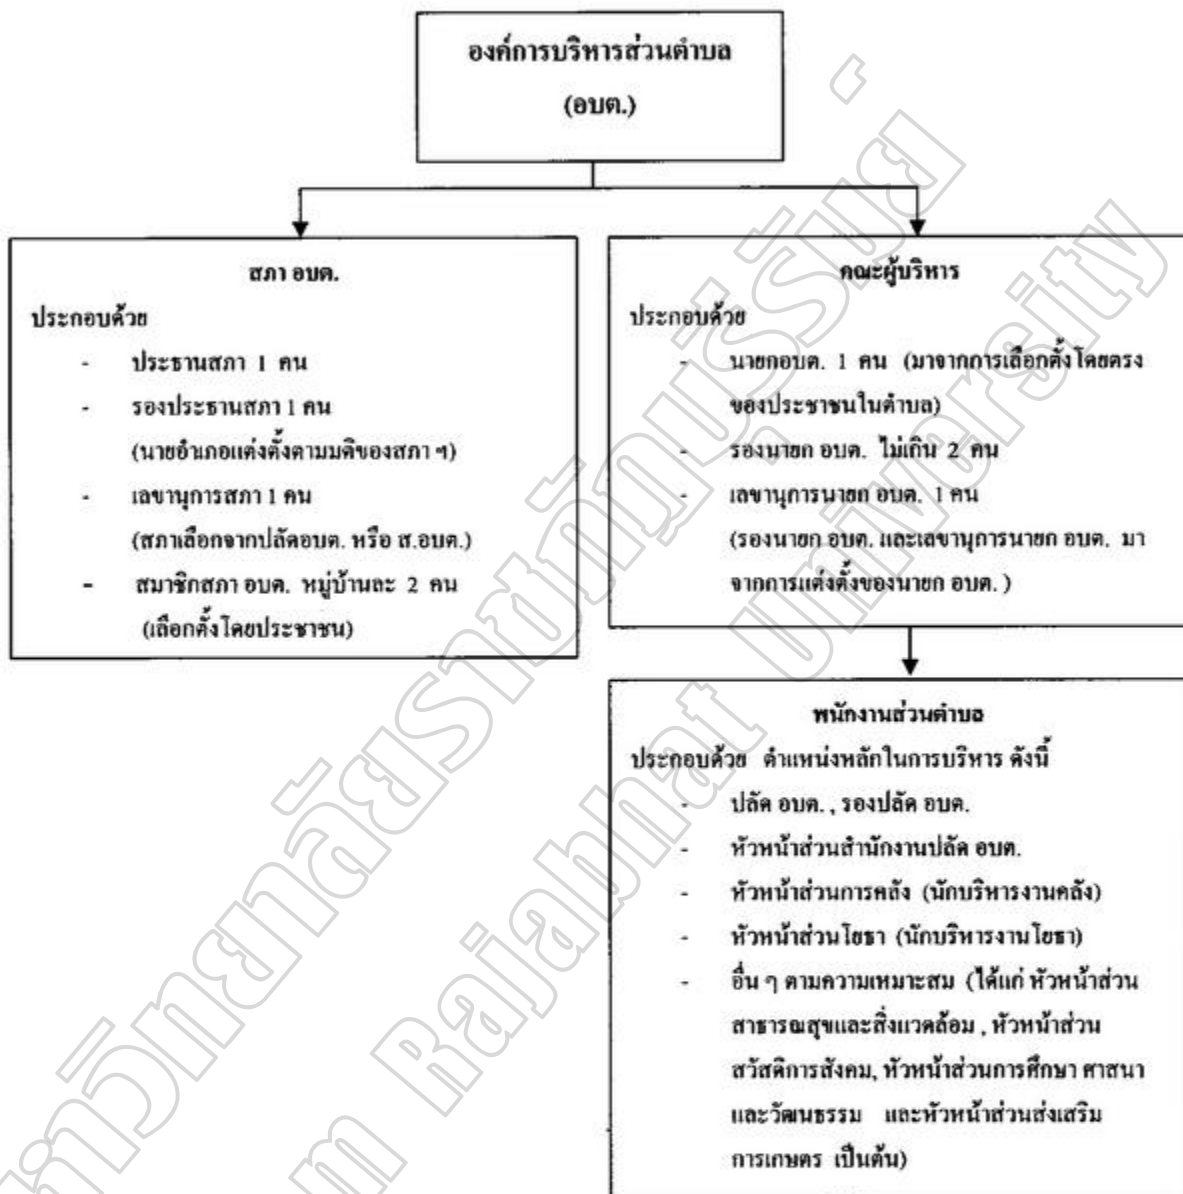 องค์การบริหารส่วนตำบล
(อบต.)
สภา อบต.
ประกอบด้วย
- ประธานสภา 1 คน
- รองประธานสภา 1 คน
(นายอำเภอแต่งตั้งตามมติของสภา ฯ)
- เลขานุการสภา 1 คน
(สภาเลือกจากปลัดอบต. หรือ ส.อบต.)
- สมาชิกสภา อบต. หมู่บ้านละ 2 คน
(เลือกตั้งโดยประชาชน)
คณะผู้บริหาร
ประกอบด้วย
- นายกอบต. 1 คน (มาจากการเลือกตั้งโดยตรง
ของประชาชนในตำบล)
- รองนายก อบต. ไม่เกิน 2 คน
- เลขานุการนายก อบต. 1 คน
(รองนายก อบต. และเลขานุการนายก อบต. มา
จากการแต่งตั้งของนายก อบต. )
พนักงานส่วนตำบล
ประกอบด้วย ตำแหน่งหลักในการบริหาร ดังนี้
- ปลัด อบต. , รองปลัด อบต.
- หัวหน้าส่วนสำนักงานปลัด อบต.
- หัวหน้าส่วนการคลัง (นักบริหารงานคลัง)
- หัวหน้าส่วนโยธา (นักบริหารงานโยธา)
- อื่น ๆ ตามความเหมาะสม (ได้แก่ หัวหน้าส่วน
สาธารณสุขและสิ่งแวดล้อม , หัวหน้าส่วน
สวัสดิการสังคม, หัวหน้าส่วนการศึกษา ศาสนา
และวัฒนธรรม และหัวหน้าส่วนส่งเสริม
การเกษตร เป็นต้น)
Rajabhat University